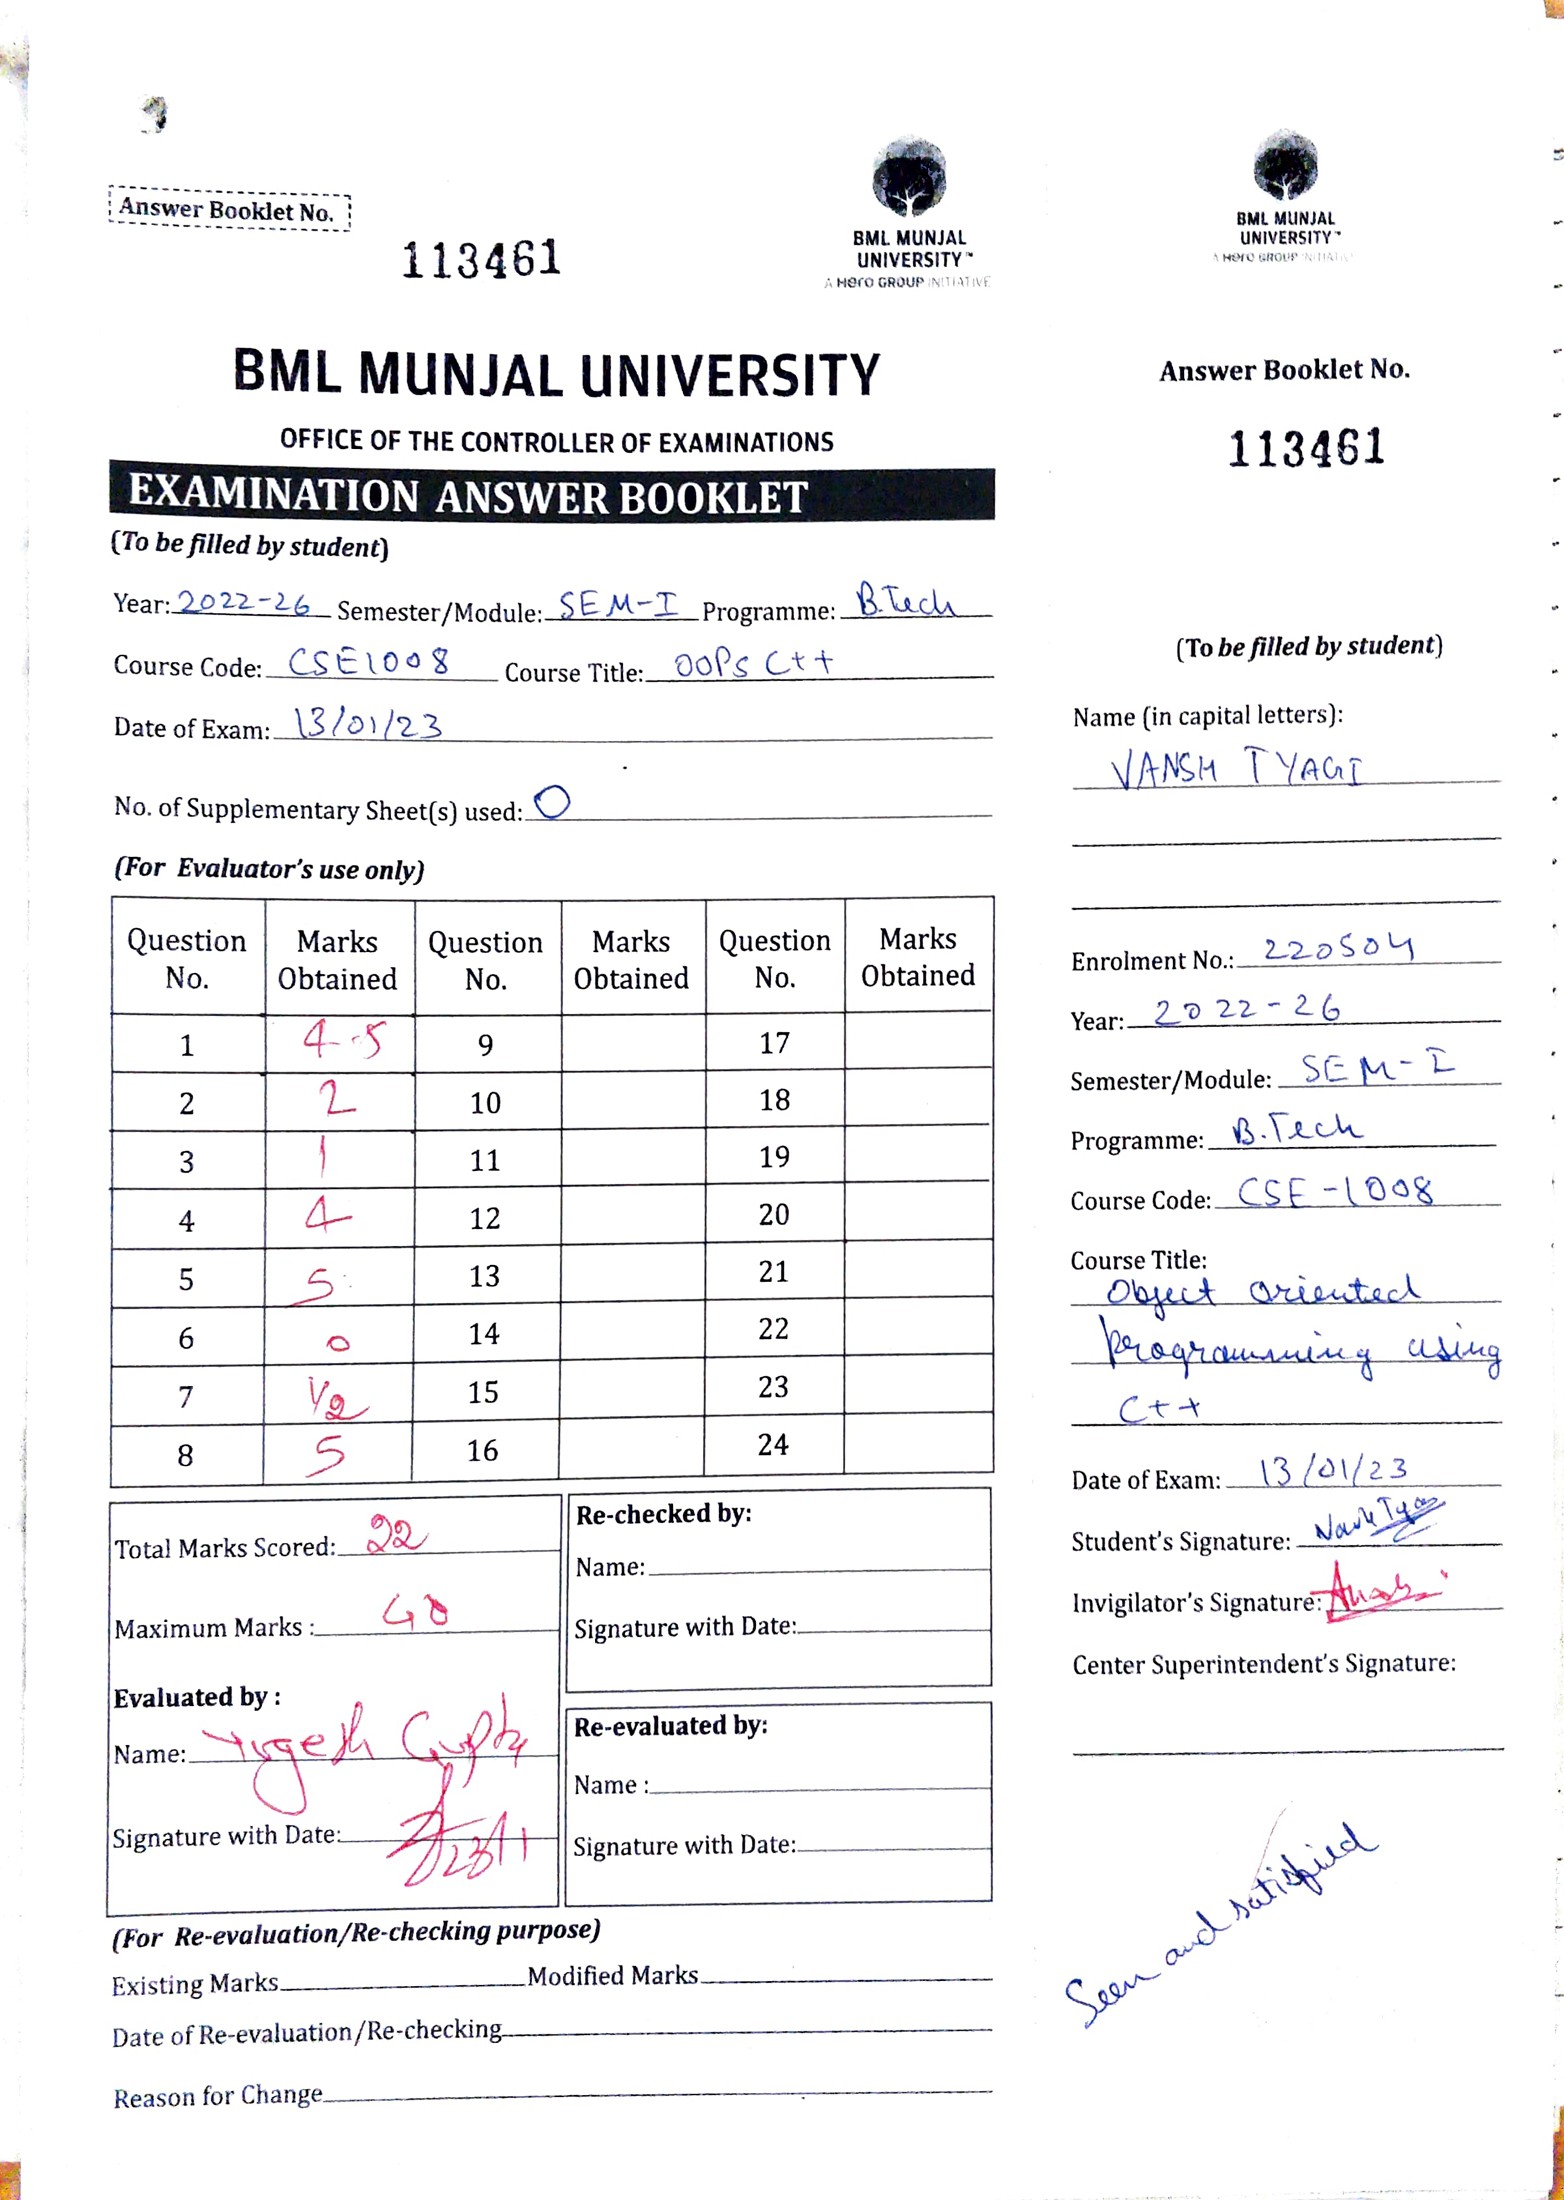 Answer Booklet No.
113461
BML MUNJAL
UNIVERSITY™
A Hero GROUP INITIATIVE
BML MUNJAL UNIVERSITY
OFFICE OF THE CONTROLLER OF EXAMINATIONS
EXAMINATION ANSWER BOOKLET
(To be filled by student)
Year: 2022-26 Semester/Module: SEM-I Programme: B.Tech
Course Code: CSE1008 Course Title: OOPS C++
Date of Exam: 13/01/23
No. of Supplementary Sheet(s) used: 0
(For Evaluator's use only)
Question No. Marks Obtained Question No. Marks Obtained Question No. Marks Obtained
1 4.5 9 17
2 2 10 18
3 1 11 19
4 4 12 20
5 5 13 21
6 0 14 22
7 1/2 15 23
8 5 16 24
Total Marks Scored: 22
Maximum Marks : 40
Evaluated by :
Name: Yogesh Gupta
Signature with Date: 23/1
Re-checked by:
Name:
Signature with Date:
Re-evaluated by:
Name :
Signature with Date:
(For Re-evaluation/Re-checking purpose)
Existing Marks Modified Marks
Date of Re-evaluation/Re-checking
Reason for Change
BML MUNJAL
UNIVERSITY™
A Hero GROUP INITIATIVE
Answer Booklet No.
113461
(To be filled by student)
Name (in capital letters):
VANSH TYAGI
Enrolment No.: 220504
Year: 2022-26
Semester/Module: SEM-I
Programme: B.Tech
Course Code: CSE-1008
Course Title:
Object oriented
programming using
C++
Date of Exam: 13/01/23
Student's Signature: Vansh Tyagi
Invigilator's Signature:
Center Superintendent's Signature:
Seen and satisfied